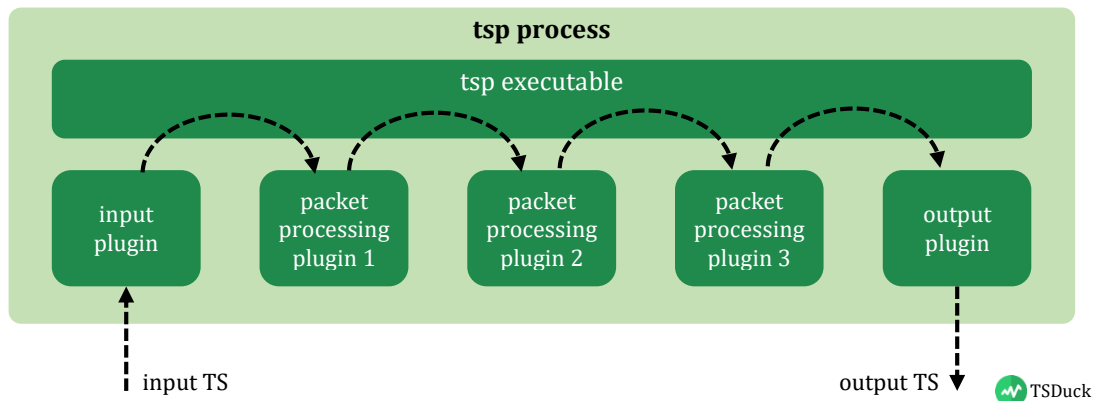 tsp process
tsp executable
input
plugin
packet
processing
plugin 1
packet
processing
plugin 2
packet
processing
plugin 3
output
plugin
input TS
output TS
TSDuck